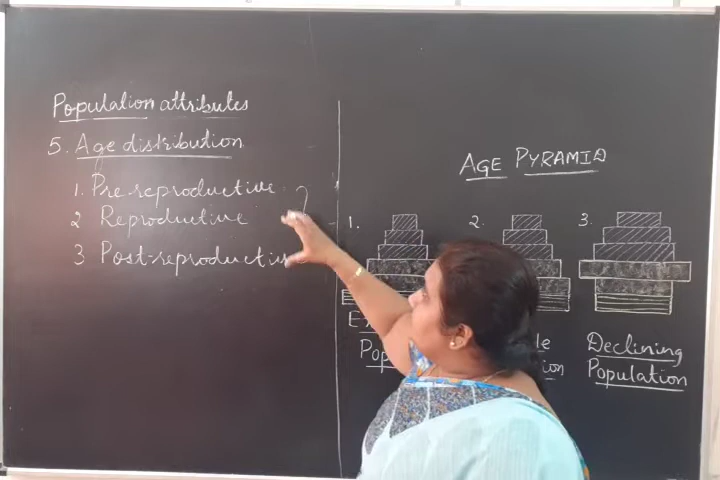 Population attributes
5. Age distribution
1. Pre reproductive
2 Reproductive
3 Post-reproductive
AGE PYRAMID
1.
2.
3.
Declining
Population